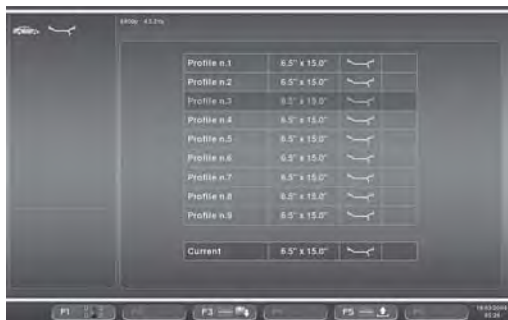 Profile n.1 6.5" x 15.0"
Profile n.2 6.5" x 15.0"
Profile n.3 6.5" x 15.0"
Profile n.4 6.5" x 15.0"
Profile n.5 6.5" x 15.0"
Profile n.6 6.5" x 15.0"
Profile n.7 6.5" x 15.0"
Profile n.8 6.5" x 15.0"
Profile n.9 6.5" x 15.0"
Current 6.5" x 15.0"
F1 F3 F5